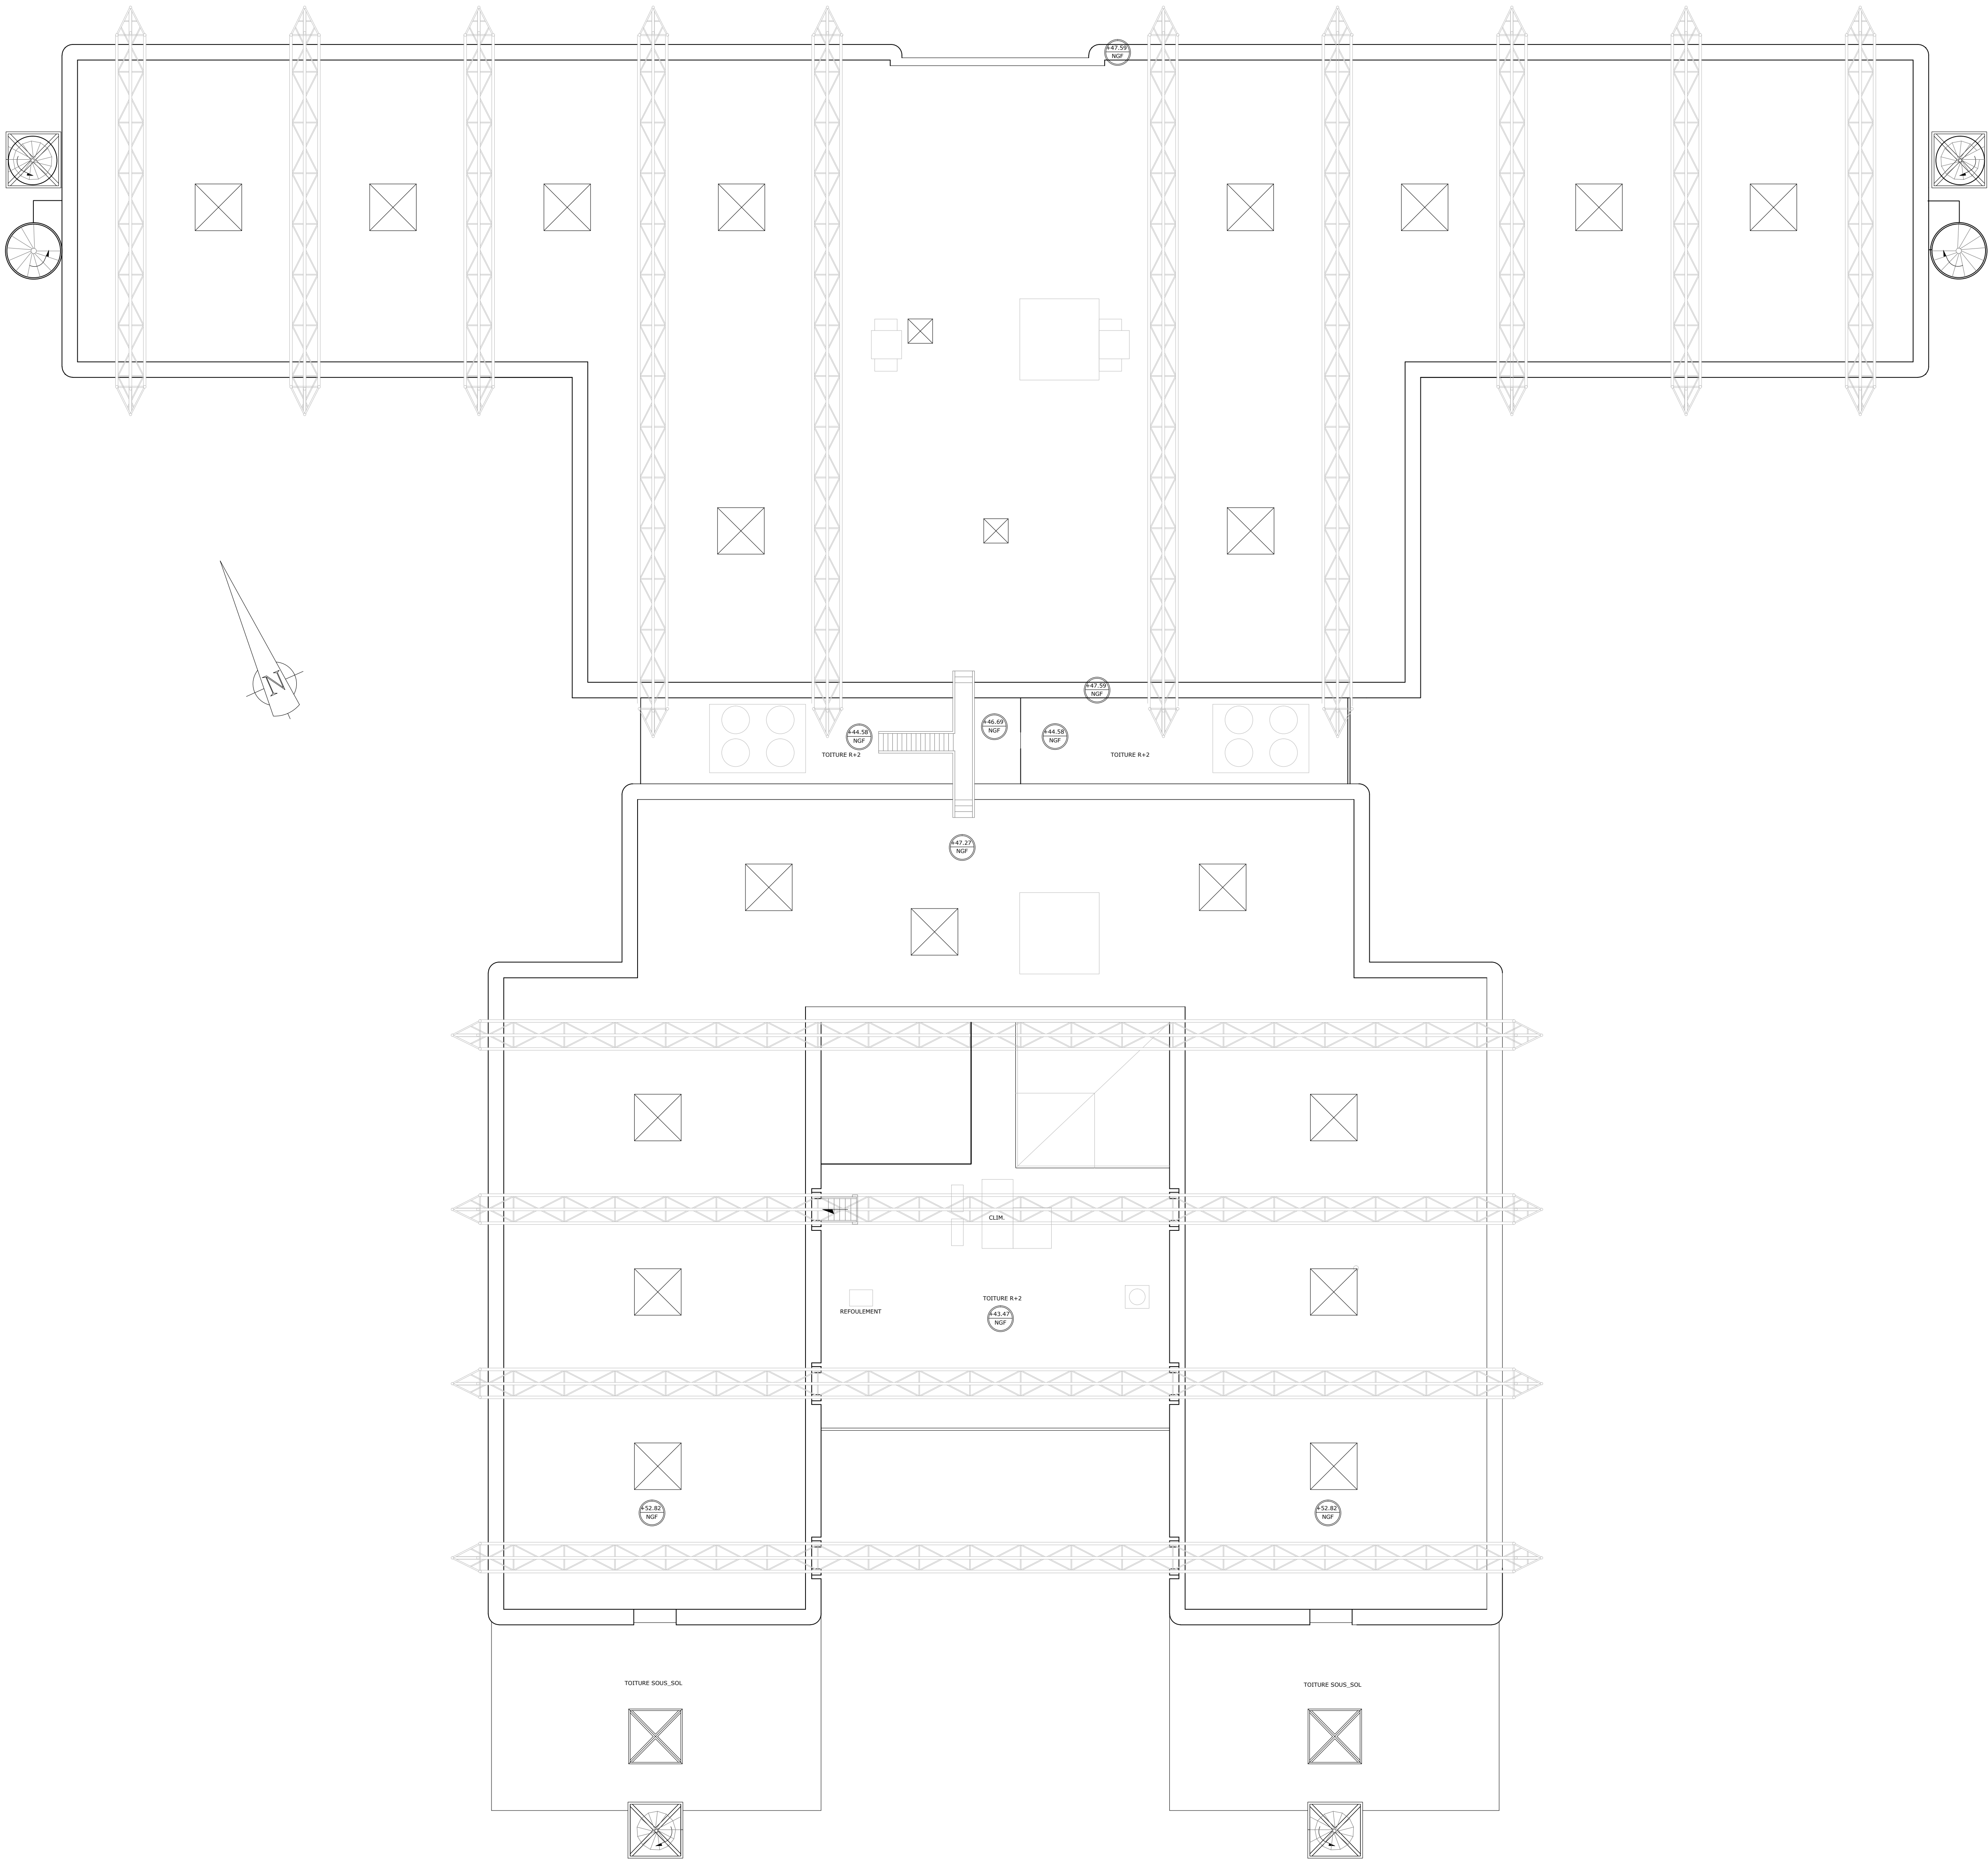 +47.59
NGF
N
+47.59
NGF
+46.69
NGF
+44.58
NGF
+44.58
NGF
TOITURE R+2
TOITURE R+2
+47.27
NGF
CLIM.
TOITURE R+2
REFOULEMENT
+43.47
NGF
+52.82
NGF
+52.82
NGF
TOITURE SOUS_SOL
TOITURE SOUS_SOL